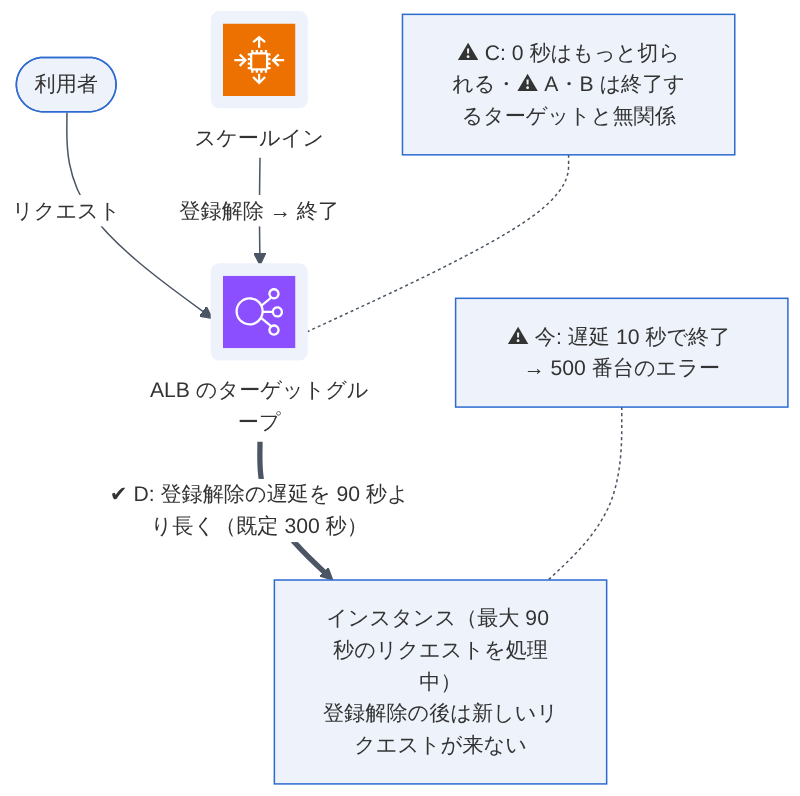 利用者
スケールイン
⚠ C: 0 秒はもっと切ら
れる・⚠ A・B は終了す
るターゲットと無関係
リクエスト
登録解除 → 終了
⚠ 今: 遅延 10 秒で終了
→ 500 番台のエラー
ALB のターゲットグル
ープ
✔ D: 登録解除の遅延を 90 秒よ
り長く（既定 300 秒）
インスタンス（最大 90
秒のリクエストを処理
中）
登録解除の後は新しいリ
クエストが来ない